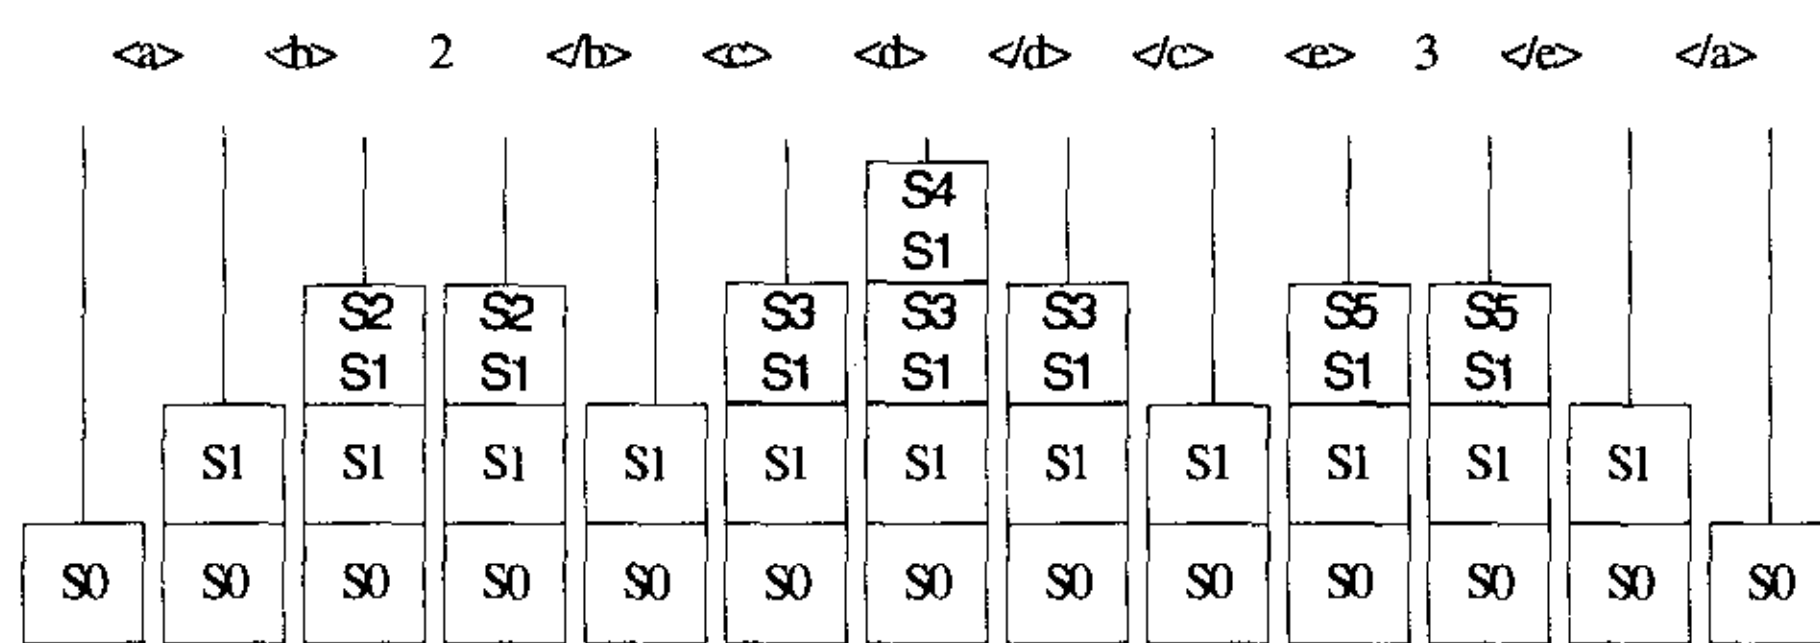 <a> <b> 2 </b> <c> <d> </d> </c> <e> 3 </e> </a>
S4
S1
S2 S2 S3 S3 S3 S5 S5
S1 S1 S1 S1 S1 S1 S1
S1 S1 S1 S1 S1 S1 S1 S1 S1 S1 S1
S0 S0 S0 S0 S0 S0 S0 S0 S0 S0 S0 S0 S0